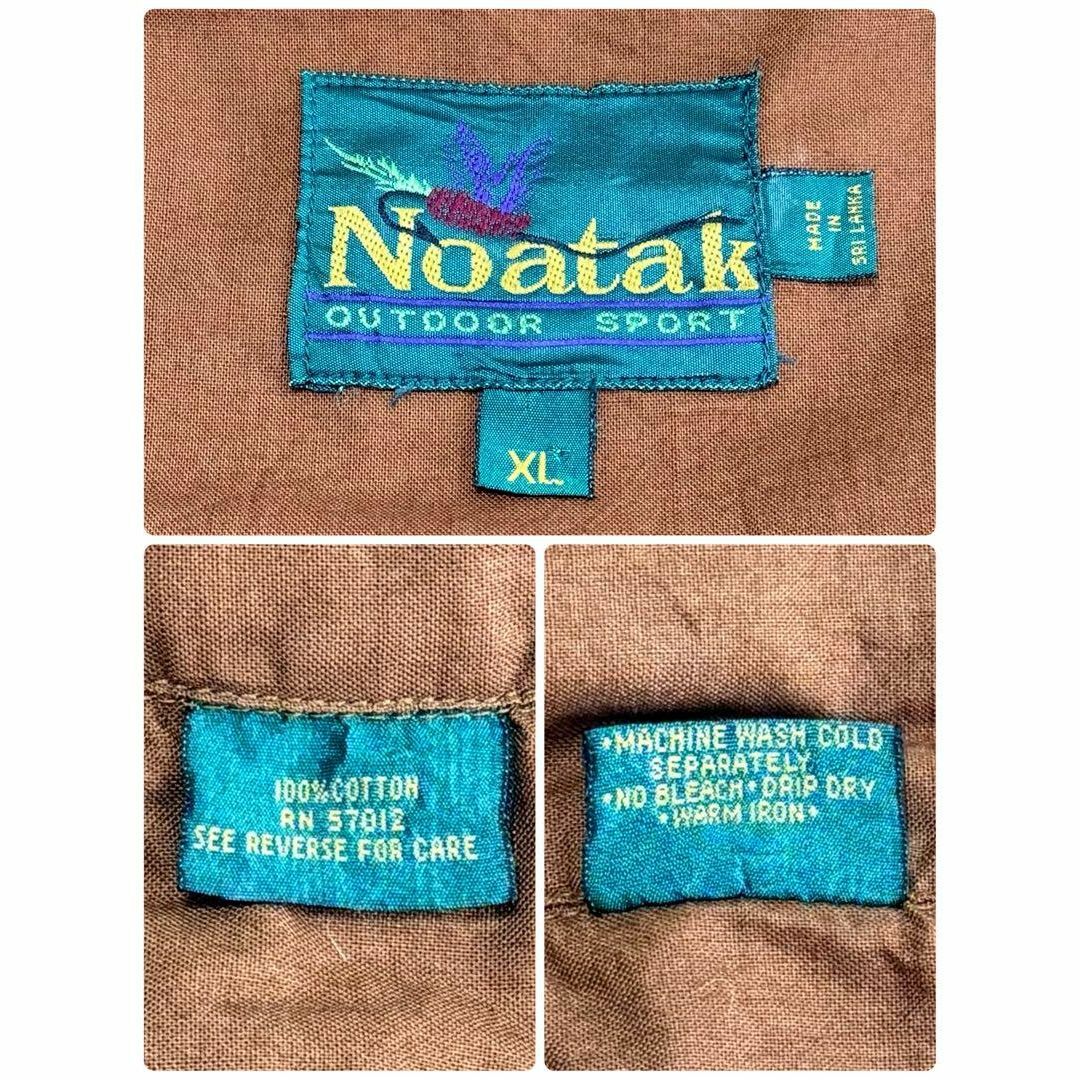 Noatak
OUTDOOR SPORT
MADE
IN
SRI LANKA
XL
100% COTTON
RN 57012
SEE REVERSE FOR CARE
•MACHINE WASH COLD
SEPARATELY
•NO BLEACH•DRIP DRY
•WARM IRON•